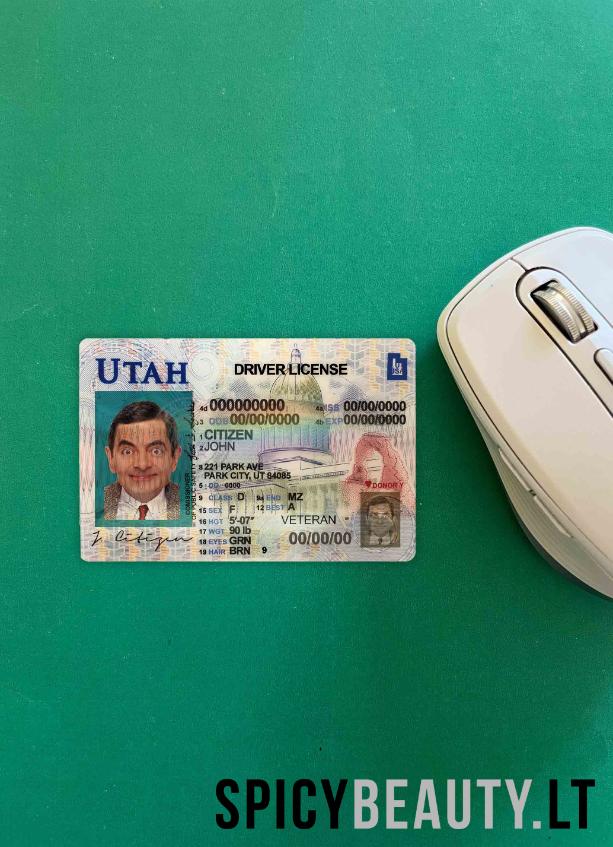 UTAH
DRIVER LICENSE
4d 000000000
4a ISS 00/00/0000
3 DOB 00/00/0000
4b EXP 00/00/0000
1 CITIZEN
2 JOHN
8 221 PARK AVE
PARK CITY, UT 84085
5 DD 0000
9 CLASS D 9a END MZ
15 SEX F 12 REST A
16 HGT 5'-07"
VETERAN
17 WGT 90 lb
18 EYES GRN
00/00/00
19 HAIR BRN 9
DONOR Y
J. Citizen
SPICYBEAUTY.LT